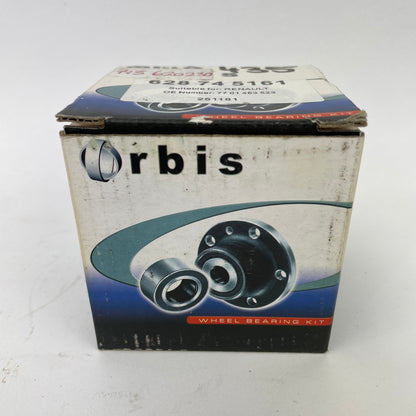 628 74 5161
Suitable for: RENAULT
OE Number: 77 01 463 523
251181
WHEEL BEARING KIT
Orbis
WHEEL BEARING KIT